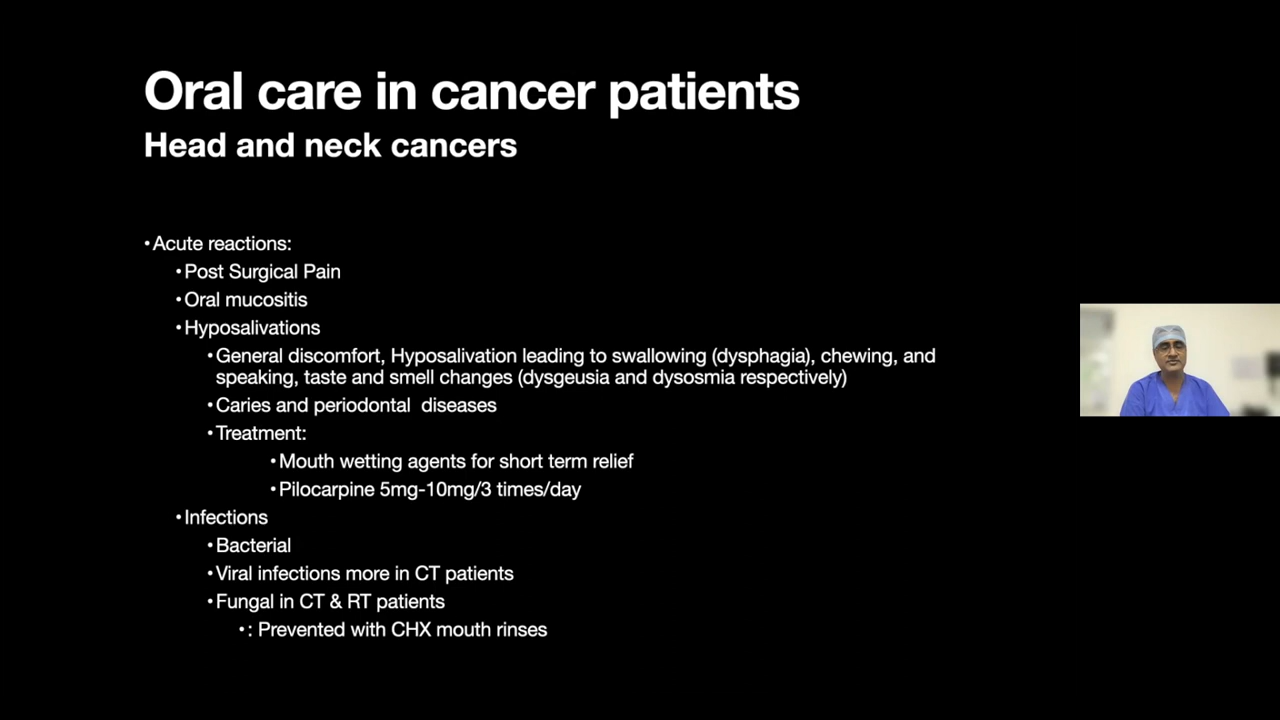 Oral care in cancer patients
Head and neck cancers
•Acute reactions:
•Post Surgical Pain
•Oral mucositis
•Hyposalivations
•General discomfort, Hyposalivation leading to swallowing (dysphagia), chewing, and
speaking, taste and smell changes (dysgeusia and dysosmia respectively)
•Caries and periodontal  diseases
•Treatment:
•Mouth wetting agents for short term relief
•Pilocarpine 5mg-10mg/3 times/day
•Infections
•Bacterial
•Viral infections more in CT patients
•Fungal in CT & RT patients
•: Prevented with CHX mouth rinses